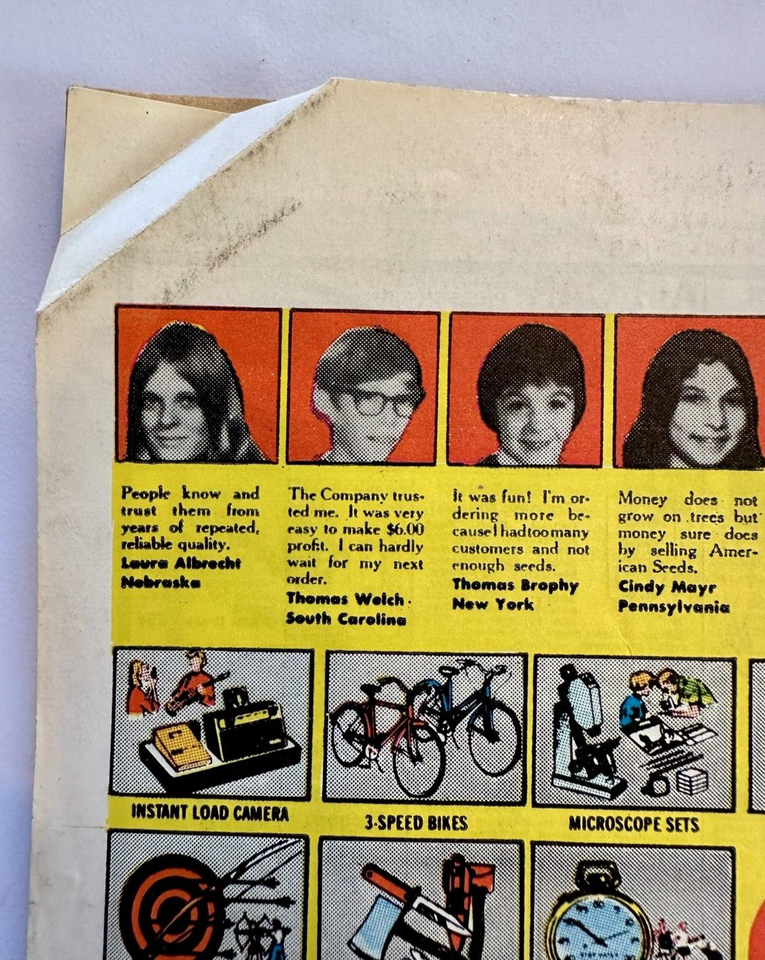 People know and
trust them from
years of repeated,
reliable quality.
Laura Albrecht
Nebraska
The Company trus-
ted me. It was very
easy to make $6.00
profit. I can hardly
wait for my next
order.
Thomas Welch
South Carolina
It was fun! I'm or-
dering more be-
cause I had too many
customers and not
enough seeds.
Thomas Brophy
New York
Money does not
grow on trees but
money sure does
by selling Amer-
ican Seeds.
Cindy Mayr
Pennsylvania
INSTANT LOAD CAMERA
3-SPEED BIKES
MICROSCOPE SETS